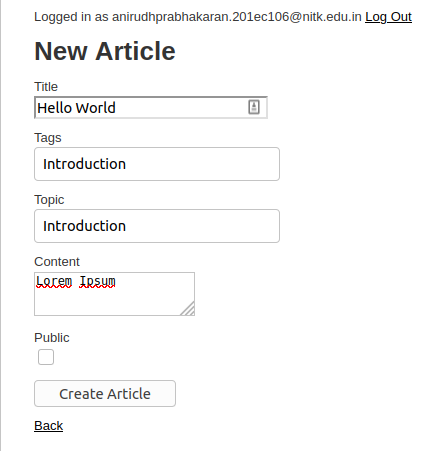 Logged in as anirudhprabhakaran.201ec106@nitk.edu.in Log Out
New Article
Title
Hello World
Tags
Introduction
Topic
Introduction
Content
Lorem Ipsum
Public
Create Article
Back